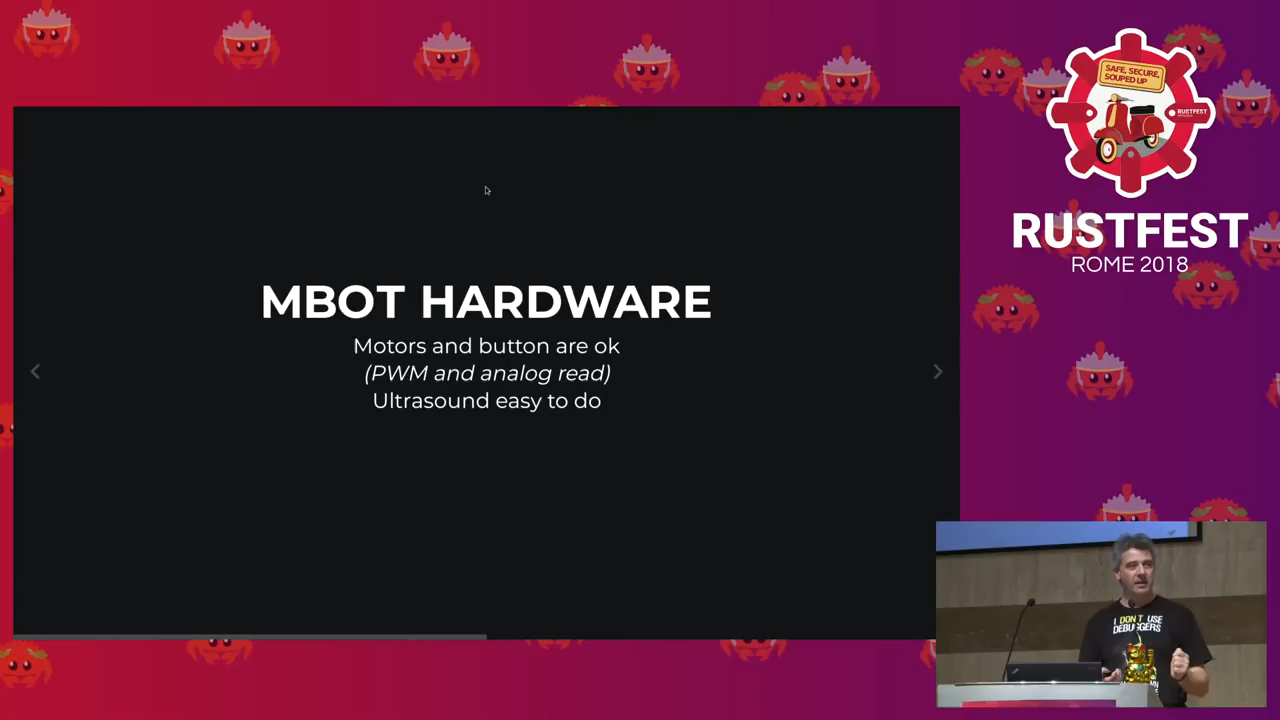 MBOT HARDWARE
Motors and button are ok
(PWM and analog read)
Ultrasound easy to do
SAFE, SECURE,
SOUPED UP
RUSTFEST
RUSTFEST
ROME 2018
I DON'T USE
DEBUGGERS